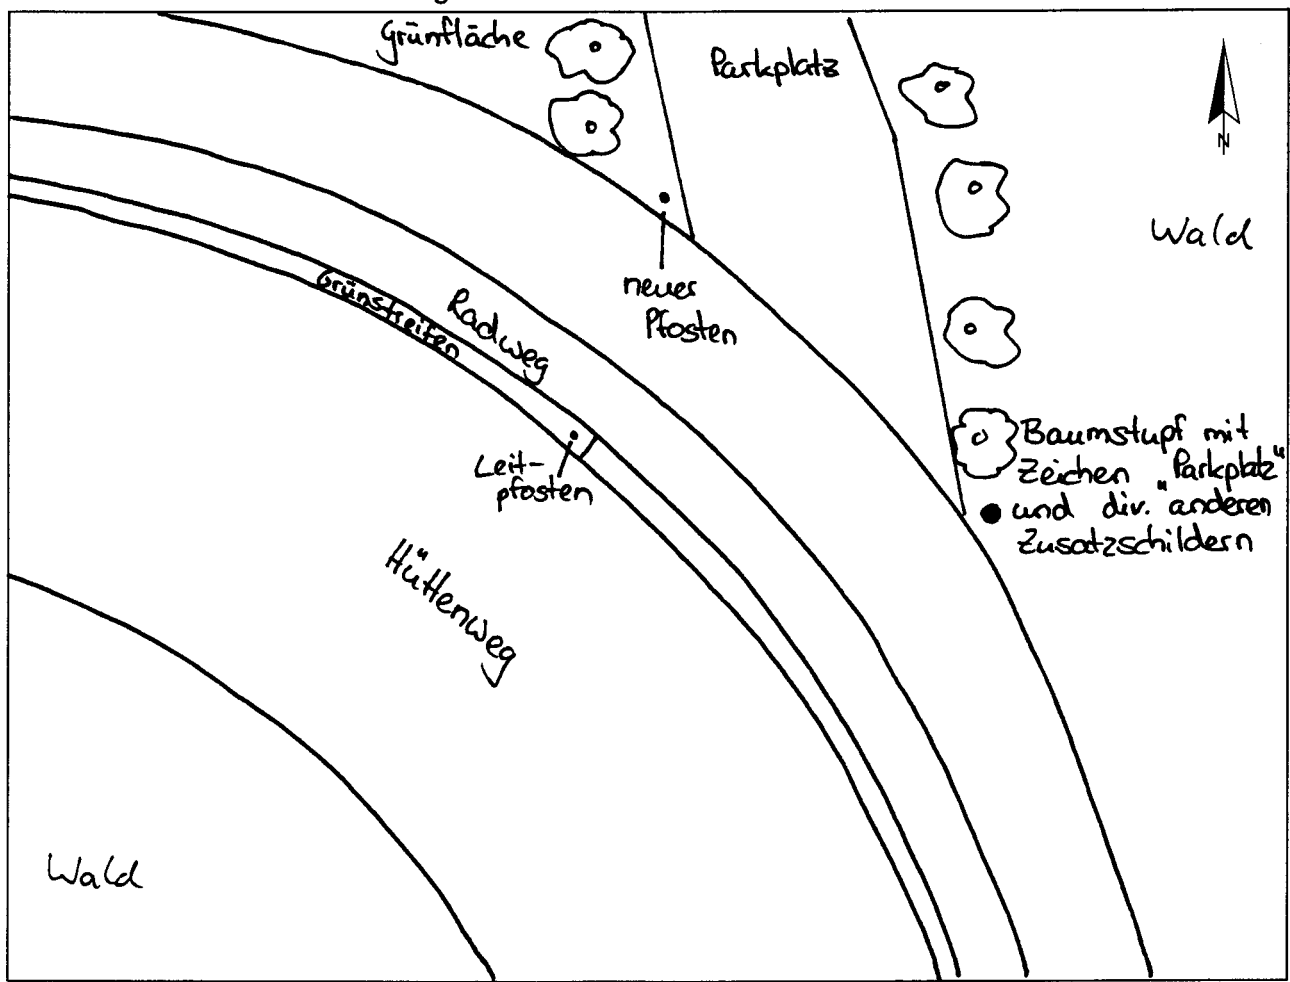 Grünfläche
Parkplatz
N
Wald
neuer
Pfosten
Radweg
Grünstreifen
Leit-
pfosten
Baumstupf mit
Zeichen "Parkplatz"
und div. anderen
Zusatzschildern
Hüttenweg
Wald